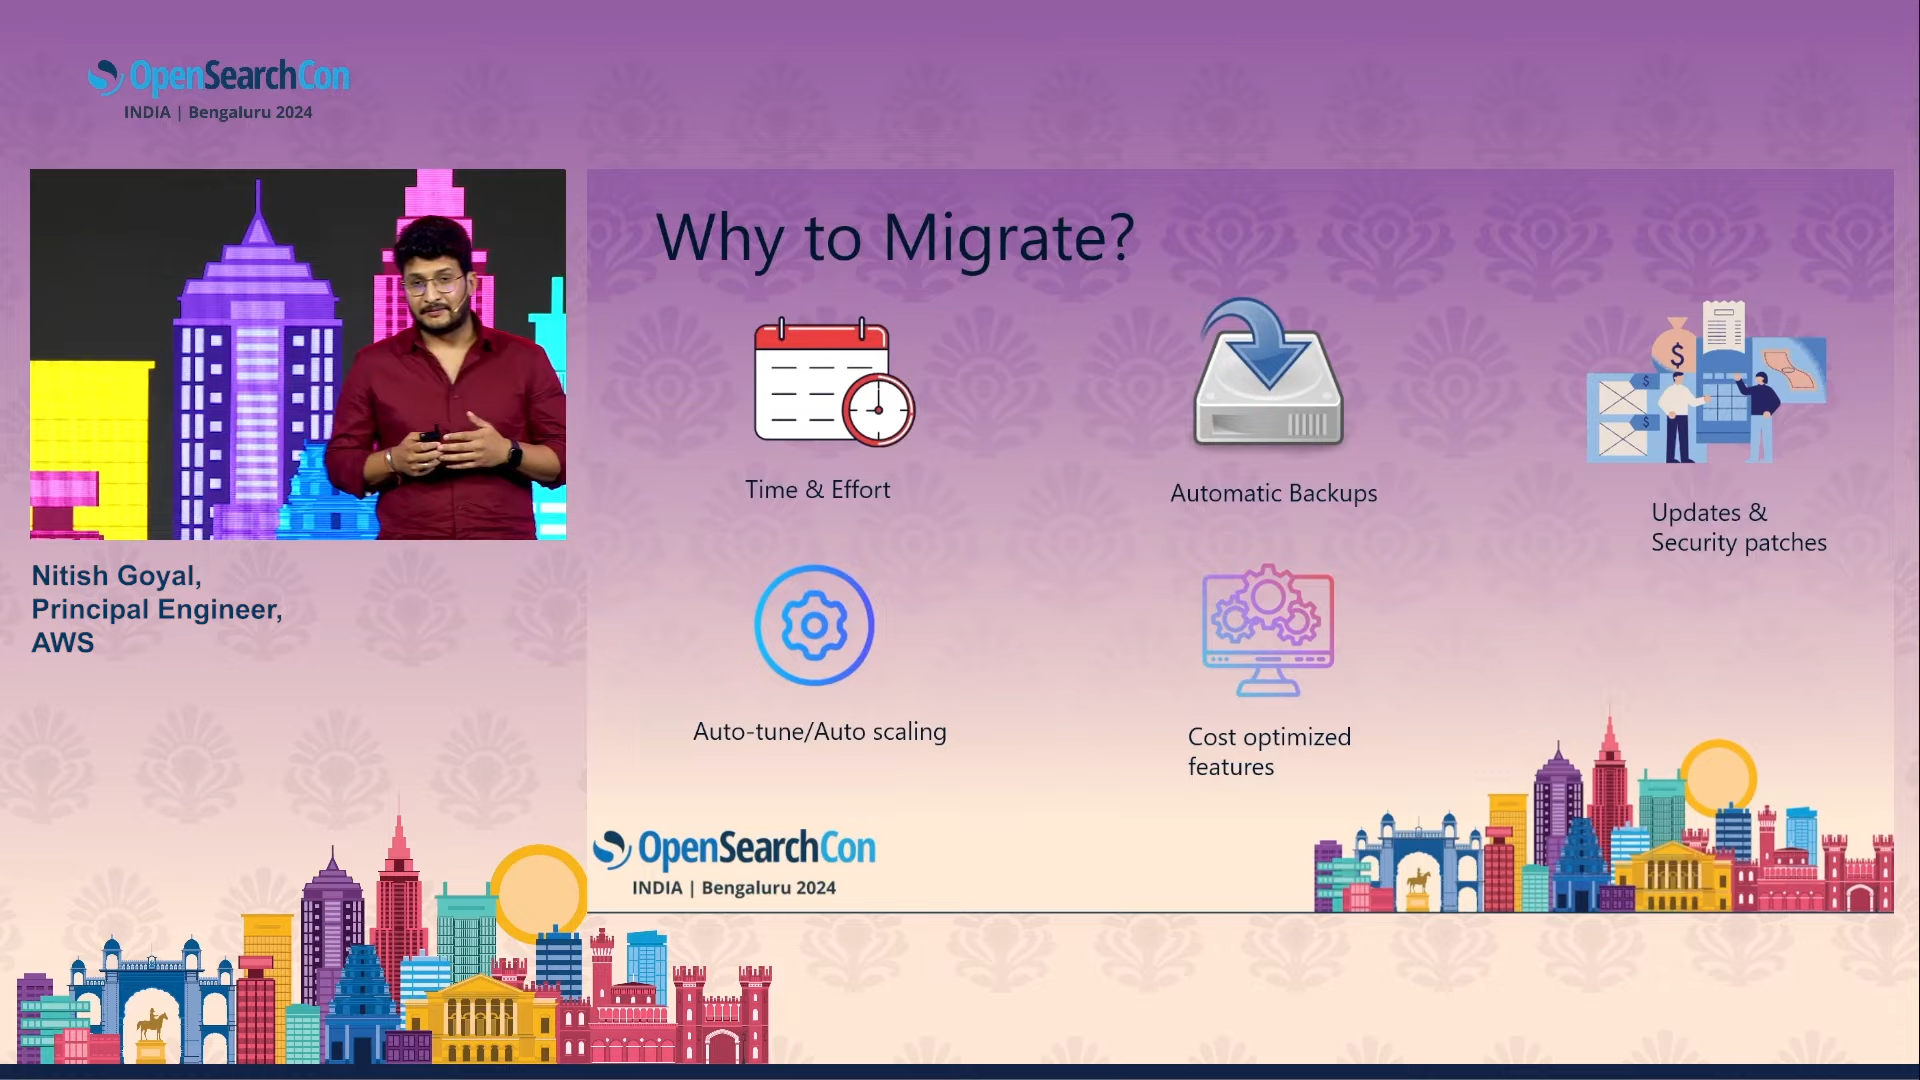 OpenSearchCon
INDIA | Bengaluru 2024
Nitish Goyal,
Principal Engineer,
AWS
Why to Migrate?
Time & Effort
Automatic Backups
$
$
$
Updates &
Security patches
Auto-tune/Auto scaling
Cost optimized
features
OpenSearchCon
INDIA | Bengaluru 2024